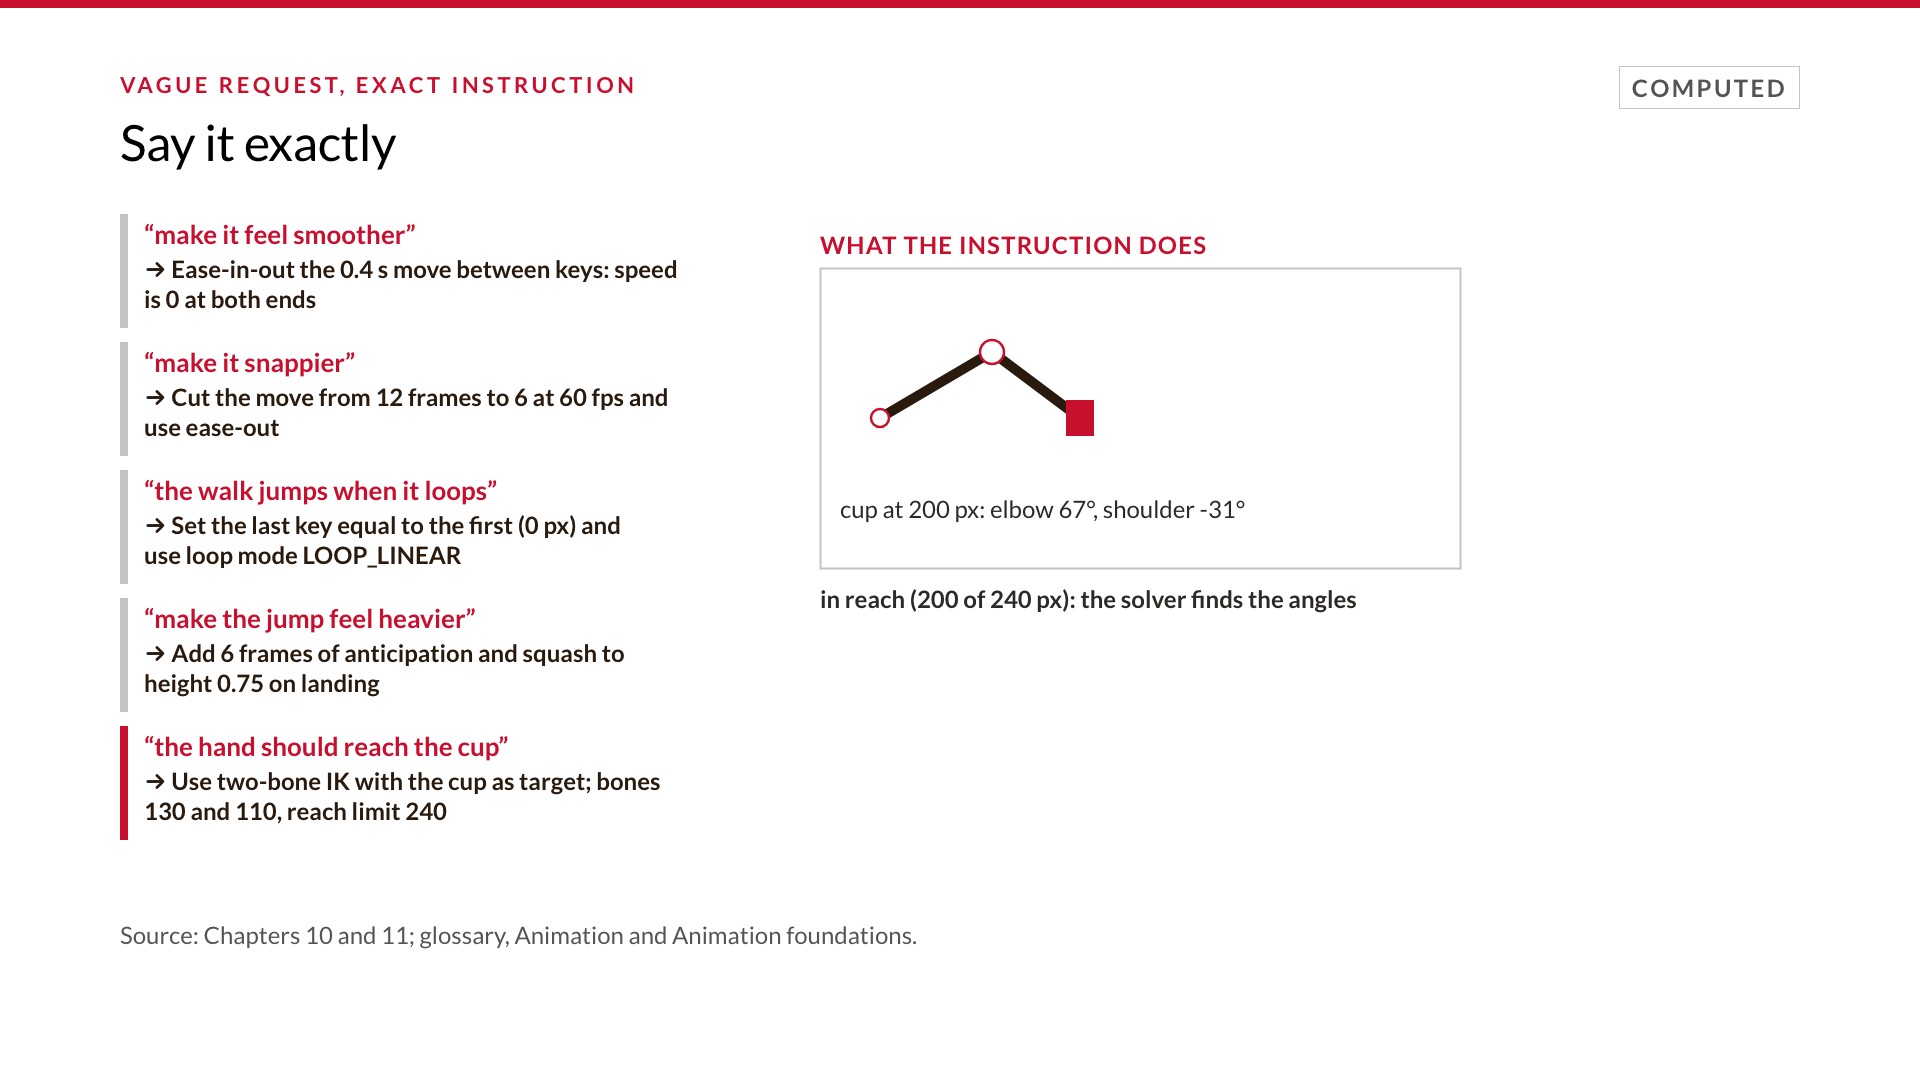 VAGUE REQUEST, EXACT INSTRUCTION
COMPUTED
Say it exactly
“make it feel smoother”
→ Ease-in-out the 0.4 s move between keys: speed
is 0 at both ends
“make it snappier”
→ Cut the move from 12 frames to 6 at 60 fps and
use ease-out
“the walk jumps when it loops”
→ Set the last key equal to the first (0 px) and
use loop mode LOOP_LINEAR
“make the jump feel heavier”
→ Add 6 frames of anticipation and squash to
height 0.75 on landing
“the hand should reach the cup”
→ Use two-bone IK with the cup as target; bones
130 and 110, reach limit 240
WHAT THE INSTRUCTION DOES
cup at 200 px: elbow 67°, shoulder -31°
in reach (200 of 240 px): the solver finds the angles
Source: Chapters 10 and 11; glossary, Animation and Animation foundations.